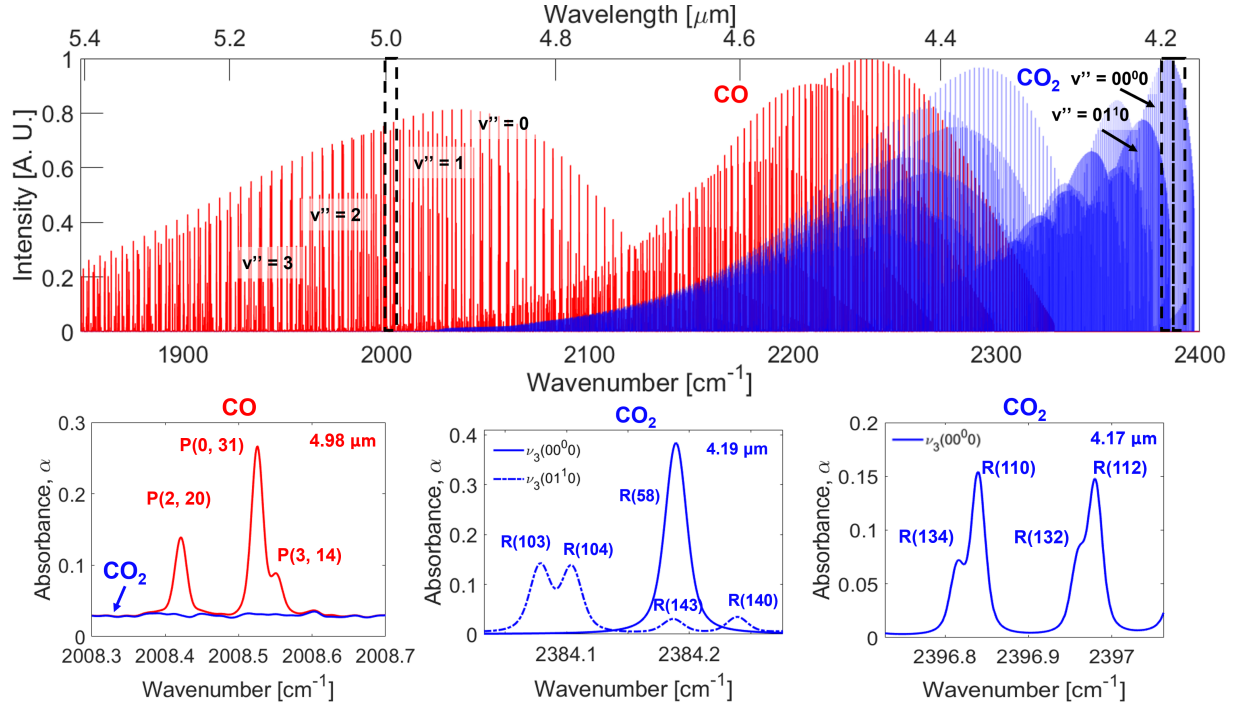 Wavelength [μm]
5.4 5.2 5.0 4.8 4.6 4.4 4.2
Intensity [A. U.]
1
0.8
0.6
0.4
0.2
0
CO
CO2
v’’ = 00⁰0
v’’ = 01¹0
v’’ = 0
v’’ = 1
v’’ = 2
v’’ = 3
1900 2000 2100 2200 2300 2400
Wavenumber [cm⁻¹]
CO
4.98 μm
Absorbance, α
0.3
0.2
0.1
0
P(0, 31)
P(2, 20)
P(3, 14)
CO2
2008.3 2008.4 2008.5 2008.6 2008.7
Wavenumber [cm⁻¹]
CO2
4.19 μm
Absorbance, α
0.4
0.3
0.2
0.1
0
ν3(00⁰0)
ν3(01¹0)
R(58)
R(103)
R(104)
R(143)
R(140)
2384.1 2384.2
Wavenumber [cm⁻¹]
CO2
4.17 μm
Absorbance, α
0.2
0.15
0.1
0.05
0
ν3(00⁰0)
R(110)
R(112)
R(134)
R(132)
2396.8 2396.9 2397
Wavenumber [cm⁻¹]